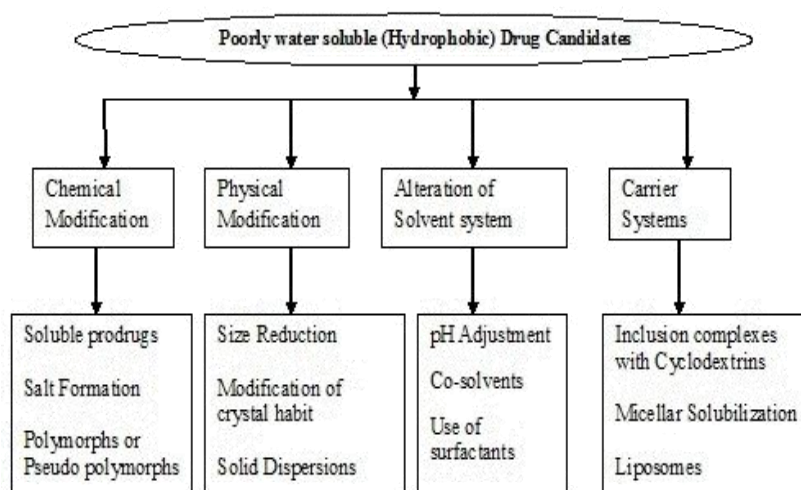 Poorly water soluble (Hydrophobic) Drug Candidates
Chemical
Modification
Physical
Modification
Alteration of
Solvent system
Carrier
Systems
Soluble prodrugs
Salt Formation
Polymorphs or
Pseudo polymorphs
Size Reduction
Modification of
crystal habit
Solid Dispersions
pH Adjustment
Co-solvents
Use of
surfactants
Inclusion complexes
with Cyclodextrins
Micellar Solubilization
Liposomes